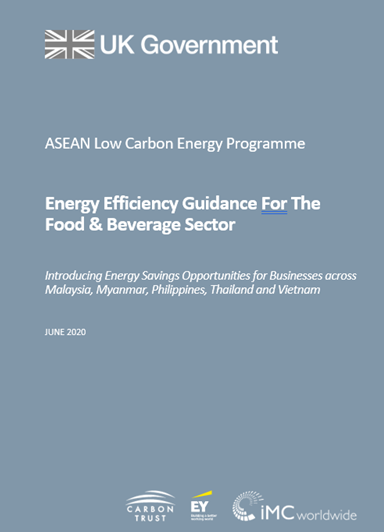 UK Government
ASEAN Low Carbon Energy Programme
Energy Efficiency Guidance For The
Food & Beverage Sector
Introducing Energy Savings Opportunities for Businesses across
Malaysia, Myanmar, Philippines, Thailand and Vietnam
JUNE 2020
CARBON
TRUST
EY
Building a better
working world
iMC worldwide